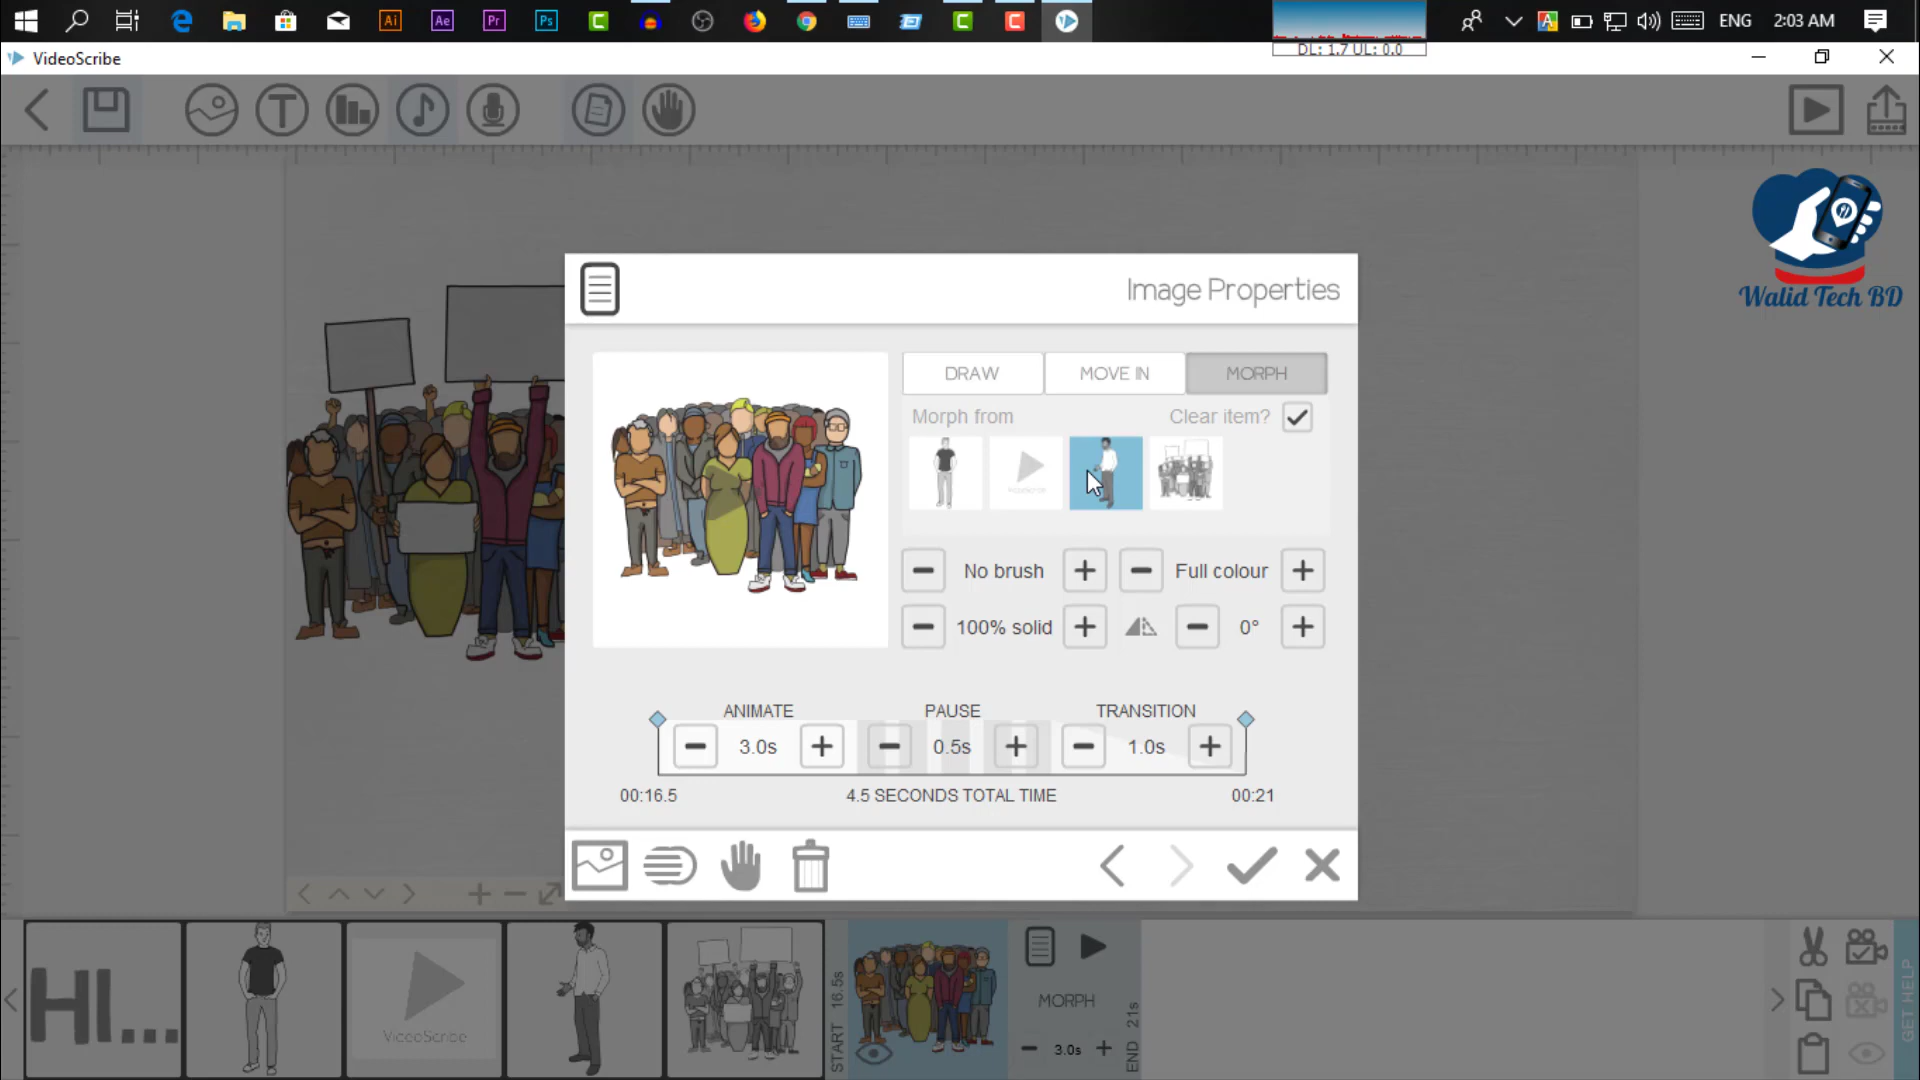 Ai
Ae
Pr
Ps
ENG
2:03 AM
DL: 1.7 UL: 0.0
VideoScribe
Walid Tech BD
Image Properties
DRAW
MOVE IN
MORPH
Morph from
Clear item?
No brush
Full colour
100% solid
0°
ANIMATE
PAUSE
TRANSITION
3.0s
0.5s
1.0s
00:16.5
4.5 SECONDS TOTAL TIME
00:21
HI...
VideoScribe
START 16.5s
MORPH
3.0s
END 21s
GET HELP